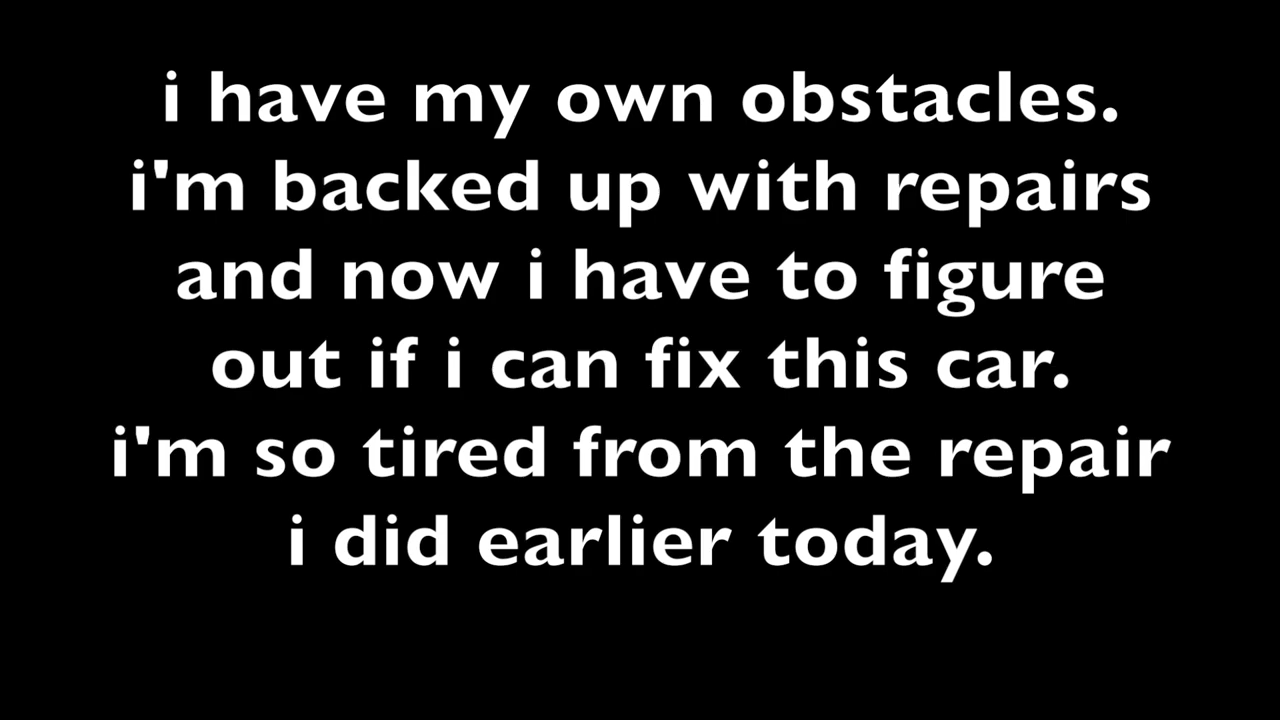 i have my own obstacles.
i'm backed up with repairs
and now i have to figure
out if i can fix this car.
i'm so tired from the repair
i did earlier today.